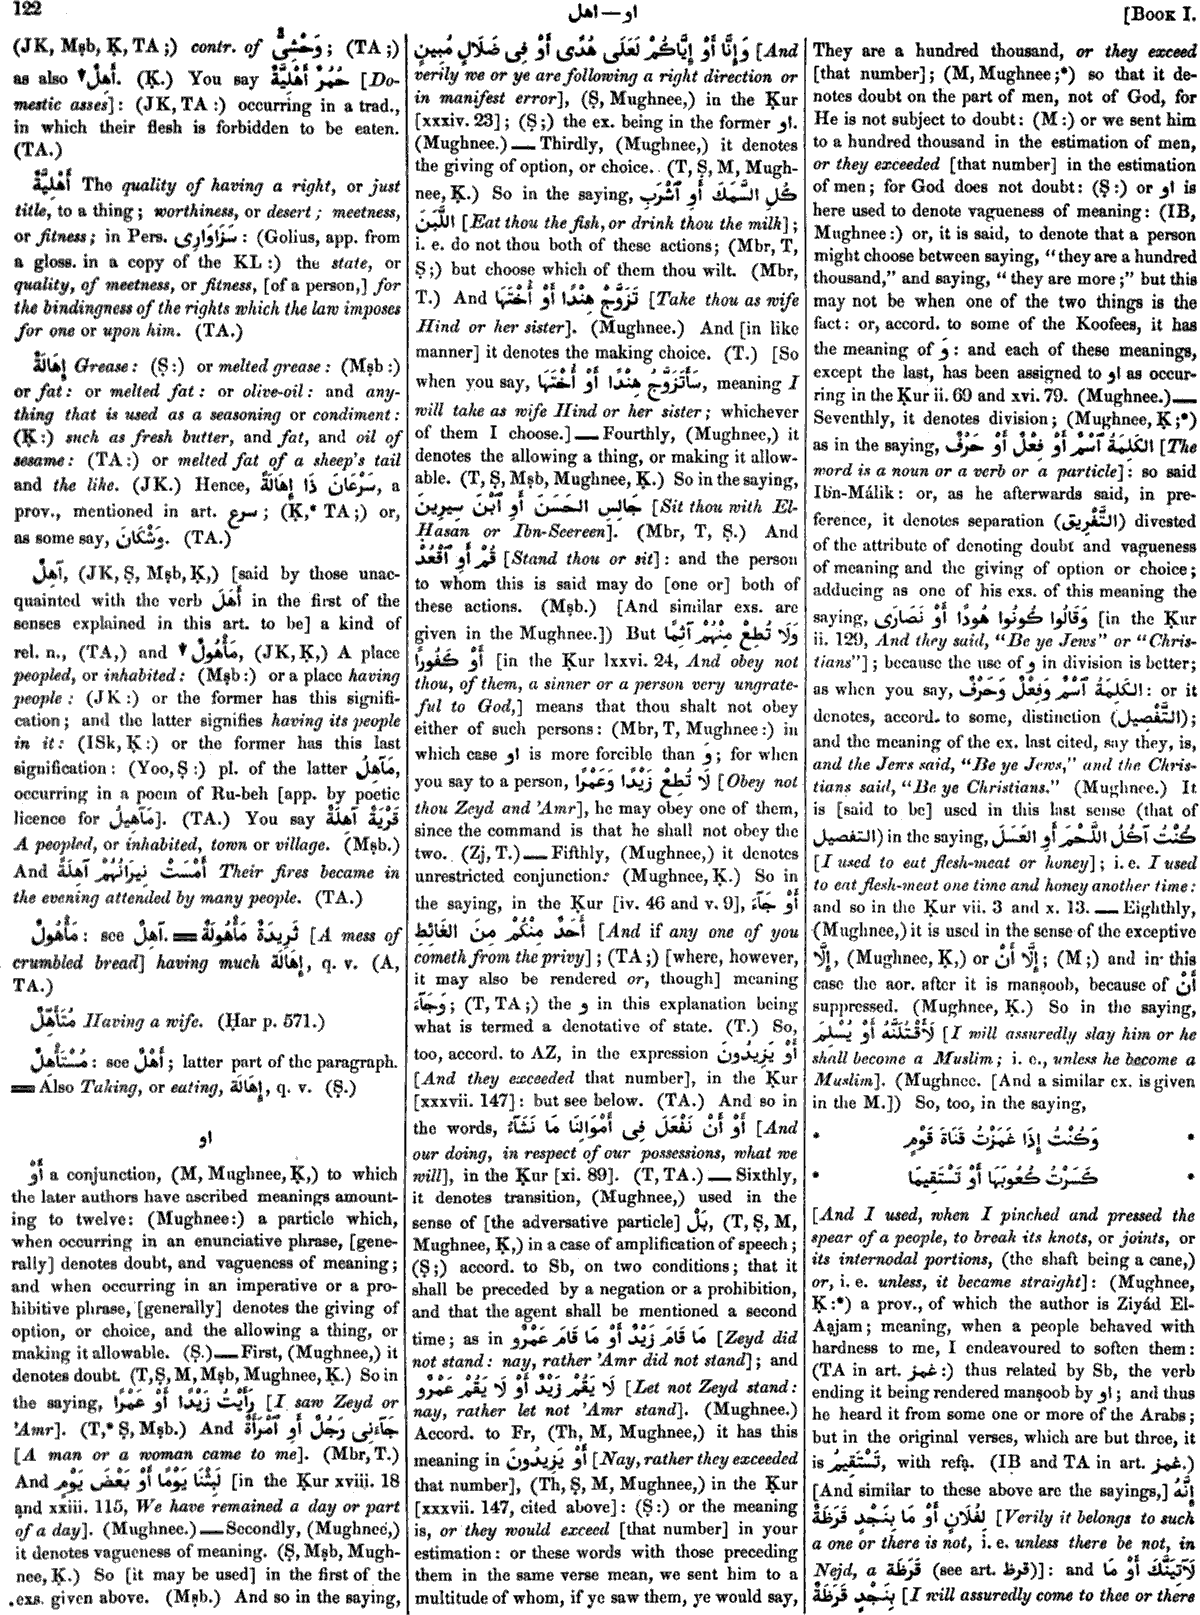 122
او — اهل
[Book I.
(JK, Mṣb, Ḳ, TA;) contr. of وَحْشِىٌّ; (TA;)
as also ↓ أَهِلٌ. (Ḳ.) You say حُمُرٌ أَهْلِيَّةٌ [Do-
mestic asses]: (JK, TA:) occurring in a trad.,
in which their flesh is forbidden to be eaten.
(TA.)
أَهْلِيَّةٌ The quality of having a right, or just
title, to a thing; worthiness, or desert; meetness,
or fitness; in Pers. سَزَاوَارِى: (Golius, app. from
a gloss. in a copy of the KL:) the state, or
quality, of meetness, or fitness, [of a person,] for
the bindingness of the rights which the law imposes
for one or upon him. (TA.)
إِهَالَةٌ Grease: (Ṣ:) or melted grease: (Mṣb:)
or fat: or melted fat: or olive-oil: and any-
thing that is used as a seasoning or condiment:
(Ḳ:) such as fresh butter, and fat, and oil of
sesame: (TA:) or melted fat of a sheep's tail
and the like. (JK.) Hence, سَرْعَانَ ذَا إِهَالَةً, a
prov., mentioned in art. سرع; (Ḳ,* TA;) or,
as some say, وَشْكَانَ. (TA.)
آهِلٌ, (JK, Ṣ, Mṣb, Ḳ,) [said by those unac-
quainted with the verb أَهَلَ in the first of the
senses explained in this art. to be] a kind of
rel. n., (TA,) and ↓ مَأْهُولٌ, (JK, Ḳ,) A place
peopled, or inhabited: (Mṣb:) or a place having
people: (JK:) or the former has this signifi-
cation; and the latter signifies having its people
in it: (ISk, Ḳ:) or the former has this last
signification: (Yoo, Ṣ:) pl. of the latter مَآهِلُ,
occurring in a poem of Ru-beh [app. by poetic
licence for مَآهِيلُ]. (TA.) You say قَرْيَةٌ آهِلَةٌ
A peopled, or inhabited, town or village. (Mṣb.)
And أَمْسَتْ نِيرَانُهُمْ آهِلَةً Their fires became in
the evening attended by many people. (TA.)
مَأْهُولٌ: see آهِلٌ. ═ ثَرِيدَةٌ مَأْهُولَةٌ [A mess of
crumbled bread] having much إِهَالَة, q. v. (A,
TA.)
مُتَأَهِّلٌ Having a wife. (Ḥar p. 571.)
مُسْتَأْهِلٌ: see أَهْلٌ; latter part of the paragraph.
═ Also Taking, or eating, إِهَالَة, q. v. (Ṣ.)
او
أَوْ a conjunction, (M, Mughnee, Ḳ,) to which
the later authors have ascribed meanings amount-
ing to twelve: (Mughnee:) a particle which,
when occurring in an enunciative phrase, [gene-
rally] denotes doubt, and vagueness of meaning;
and when occurring in an imperative or a pro-
hibitive phrase, [generally] denotes the giving of
option, or choice, and the allowing a thing, or
making it allowable. (Ṣ.) — First, (Mughnee,) it
denotes doubt. (T, Ṣ, M, Mṣb, Mughnee, Ḳ.) So in
the saying, رَأَيْتُ زَيْدًا أَوْ عَمْرًا [I saw Zeyd or
'Amr]. (T,* Ṣ, Mṣb.) And جَآءَنِى رَجُلٌ أَوِ ٱمْرَأَةٌ
[A man or a woman came to me]. (Mbr, T.)
And لَبِثْنَا يَوْمًا أَوْ بَعْضَ يَوْمٍ [in the Ḳur xviii. 18
and xxiii. 115, We have remained a day or part
of a day]. (Mughnee.) — Secondly, (Mughnee,)
it denotes vagueness of meaning. (Ṣ, Mṣb, Mugh-
nee, Ḳ.) So [it may be used] in the first of the
exs. given above. (Mṣb.) And so in the saying,
وَإِنَّا أَوْ إِيَّاكُمْ لَعَلَى هُدًى أَوْ فِى ضَلَالٍ مُبِينٍ [And
verily we or ye are following a right direction or
in manifest error], (Ṣ, Mughnee,) in the Ḳur
[xxxiv. 23]; (Ṣ;) the ex. being in the former او.
(Mughnee.) — Thirdly, (Mughnee,) it denotes
the giving of option, or choice. (T, Ṣ, M, Mugh-
nee, Ḳ.) So in the saying, كُلِ السَّمَكَ أَوِ ٱشْرَبِ
اللَّبَنَ [Eat thou the fish, or drink thou the milk];
i. e. do not thou both of these actions; (Mbr, T,
Ṣ;) but choose which of them thou wilt. (Mbr,
T.) And تَزَوَّجْ هِنْدًا أَوْ أُخْتَهَا [Take thou as wife
Hind or her sister]. (Mughnee.) And [in like
manner] it denotes the making choice. (T.) [So
when you say, سَأَتَزَوَّجُ هِنْدًا أَوْ أُخْتَهَا, meaning I
will take as wife Hind or her sister; whichever
of them I choose.] — Fourthly, (Mughnee,) it
denotes the allowing a thing, or making it allow-
able. (T, Ṣ, Mṣb, Mughnee, Ḳ.) So in the saying,
جَالِسِ الحَسَنَ أَوِ ٱبْنَ سِيرِينَ [Sit thou with El-
Hasan or Ibn-Seereen]. (Mbr, T, Ṣ.) And
قُمْ أَوِ ٱقْعُدْ [Stand thou or sit]: and the person
to whom this is said may do [one or] both of
these actions. (Mṣb.) [And similar exs. are
given in the Mughnee.]) But وَلَا تُطِعْ مِنْهُمْ آثِمًا
أَوْ كَفُورًا [in the Ḳur lxxvi. 24, And obey not
thou, of them, a sinner or a person very ungrate-
ful to God,] means that thou shalt not obey
either of such persons: (Mbr, T, Mughnee:) in
which case او is more forcible than وَ; for when
you say to a person, لَا تُطِعْ زَيْدًا وَعَمْرًا [Obey not
thou Zeyd and 'Amr], he may obey one of them,
since the command is that he shall not obey the
two. (Zj, T.) — Fifthly, (Mughnee,) it denotes
unrestricted conjunction: (Mughnee, Ḳ.) So in
the saying, in the Ḳur [iv. 46 and v. 9], أَوْ جَآءَ
أَحَدٌ مِنْكُمْ مِنَ الغَائِطِ [And if any one of you
cometh from the privy]; (TA;) [where, however,
it may also be rendered or, though] meaning
وَجَآءَ; (T, TA;) the و in this explanation being
what is termed a denotative of state. (T.) So,
too, accord. to AZ, in the expression أَوْ يَزِيدُونَ
[And they exceeded that number], in the Ḳur
[xxxvii. 147]: but see below. (TA.) And so in
the words, أَوْ أَنْ نَفْعَلَ فِى أَمْوَالِنَا مَا نَشَآءُ [And
our doing, in respect of our possessions, what we
will], in the Ḳur [xi. 89]. (T, TA.) — Sixthly,
it denotes transition, (Mughnee,) used in the
sense of [the adversative particle] بَلْ, (T, Ṣ, M,
Mughnee, Ḳ,) in a case of amplification of speech;
(Ṣ;) accord. to Sb, on two conditions; that it
shall be preceded by a negation or a prohibition,
and that the agent shall be mentioned a second
time; as in مَا قَامَ زَيْدٌ أَوْ مَا قَامَ عَمْرٌو [Zeyd did
not stand: nay, rather 'Amr did not stand]; and
لَا يَقُمْ زَيْدٌ أَوْ لَا يَقُمْ عَمْرٌو [Let not Zeyd stand:
nay, rather let not 'Amr stand]. (Mughnee.)
Accord. to Fr, (Th, M, Mughnee,) it has this
meaning in أَوْ يَزِيدُونَ [Nay, rather they exceeded
that number], (Th, Ṣ, M, Mughnee,) in the Ḳur
[xxxvii. 147, cited above]: (Ṣ:) or the meaning
is, or they would exceed [that number] in your
estimation: or these words with those preceding
them in the same verse mean, we sent him to a
multitude of whom, if ye saw them, ye would say,
They are a hundred thousand, or they exceed
[that number]; (M, Mughnee;*) so that it de-
notes doubt on the part of men, not of God, for
He is not subject to doubt: (M:) or we sent him
to a hundred thousand in the estimation of men,
or they exceeded [that number] in the estimation
of men; for God does not doubt: (Ṣ:) or او is
here used to denote vagueness of meaning: (IB,
Mughnee:) or, it is said, to denote that a person
might choose between saying, "they are a hundred
thousand," and saying, "they are more;" but this
may not be when one of the two things is the
fact: or, accord. to some of the Koofees, it has
the meaning of وَ: and each of these meanings,
except the last, has been assigned to او as occur-
ring in the Ḳur ii. 69 and xvi. 79. (Mughnee.) —
Seventhly, it denotes division; (Mughnee, Ḳ;*)
as in the saying, الكَلِمَةُ ٱسْمٌ أَوْ فِعْلٌ أَوْ حَرْفٌ [The
word is a noun or a verb or a particle]: so said
Ibn-Málik: or, as he afterwards said, in pre-
ference, it denotes separation (التَّفْرِيق) divested
of the attribute of denoting doubt and vagueness
of meaning and the giving of option or choice;
adducing as one of his exs. of this meaning the
saying, وَقَالُوا كُونُوا هُودًا أَوْ نَصَارَى [in the Ḳur
ii. 129, And they said, "Be ye Jews" or "Chris-
tians"]; because the use of و in division is better;
as when you say, الكَلِمَةُ ٱسْمٌ وَفِعْلٌ وَحَرْفٌ: or it
denotes, accord. to some, distinction (التَّفْصِيل);
and the meaning of the ex. last cited, say they, is,
and the Jews said, "Be ye Jews," and the Chris-
tians said, "Be ye Christians." (Mughnee.) It
is [said to be] used in this last sense (that of
التفصيل) in the saying, كُنْتُ آكُلُ اللَّحْمَ أَوِ العَسَلَ
[I used to eat flesh-meat or honey]; i. e. I used
to eat flesh-meat one time and honey another time:
and so in the Ḳur vii. 3 and x. 13. — Eighthly,
(Mughnee,) it is used in the sense of the exceptive
إِلَّا, (Mughnee, Ḳ,) or إِلَّا أَنْ; (M;) and in this
case the aor. after it is manṣoob, because of أَنْ
suppressed. (Mughnee, Ḳ.) So in the saying,
لَأَقْتُلَنَّهُ أَوْ يُسْلِمَ [I will assuredly slay him or he
shall become a Muslim; i. e., unless he become a
Muslim]. (Mughnee. [And a similar ex. is given
in the M.]) So, too, in the saying,
* وَكُنْتُ إِذَا غَمَزْتُ قَنَاةَ قَوْمٍ *
* كَسَرْتُ كُعُوبَهَا أَوْ تَسْتَقِيمَا *
[And I used, when I pinched and pressed the
spear of a people, to break its knots, or joints, or
its internodal portions, (the shaft being a cane,)
or, i. e. unless, it became straight]: (Mughnee,
Ḳ:*) a prov., of which the author is Ziyád El-
Aạjam; meaning, when a people behaved with
hardness to me, I endeavoured to soften them:
(TA in art. غمز:) thus related by Sb, the verb
ending it being rendered manṣoob by او; and thus
he heard it from some one or more of the Arabs;
but in the original verses, which are but three, it
is تَسْتَقِيمُ, with refạ. (IB and TA in art. غمز.)
[And similar to these above are the sayings,] إِنَّهُ
لِفُلَانٍ أَوْ مَا بِنَجْدٍ قَرَظَةٌ [Verily it belongs to such
a one or there is not, i. e. unless there be not, in
Nejd, a قَرَظَة (see art. قرظ)]: and لَآتِيَنَّكَ أَوْ مَا
بِنَجْدٍ قَرَظَةٌ [I will assuredly come to thee or there